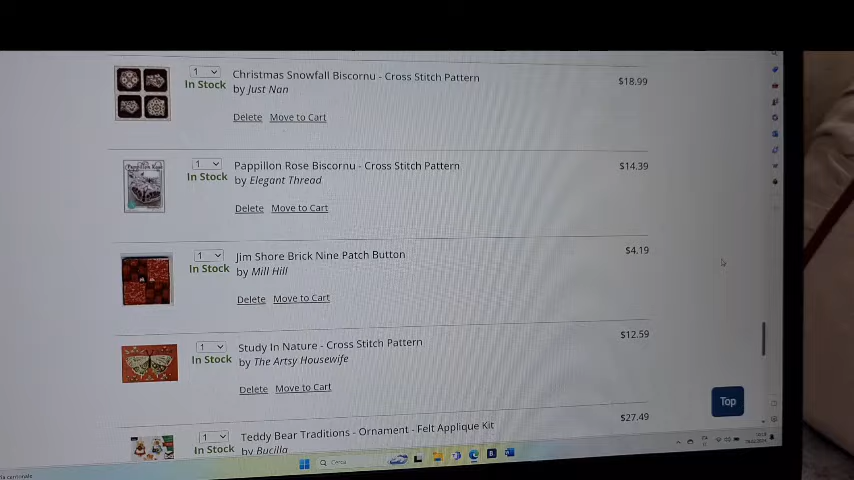 1
In Stock
Christmas Snowfall Biscornu - Cross Stitch Pattern
by Just Nan
Delete Move to Cart
$18.99
1
In Stock
Pappillon Rose Biscornu - Cross Stitch Pattern
by Elegant Thread
Delete Move to Cart
$14.39
1
In Stock
Jim Shore Brick Nine Patch Button
by Mill Hill
Delete Move to Cart
$4.19
1
In Stock
Study In Nature - Cross Stitch Pattern
by The Artsy Housewife
Delete Move to Cart
$12.59
Top
1
In Stock
Teddy Bear Traditions - Ornament - Felt Applique Kit
by Bucilla
$27.49
Cerca